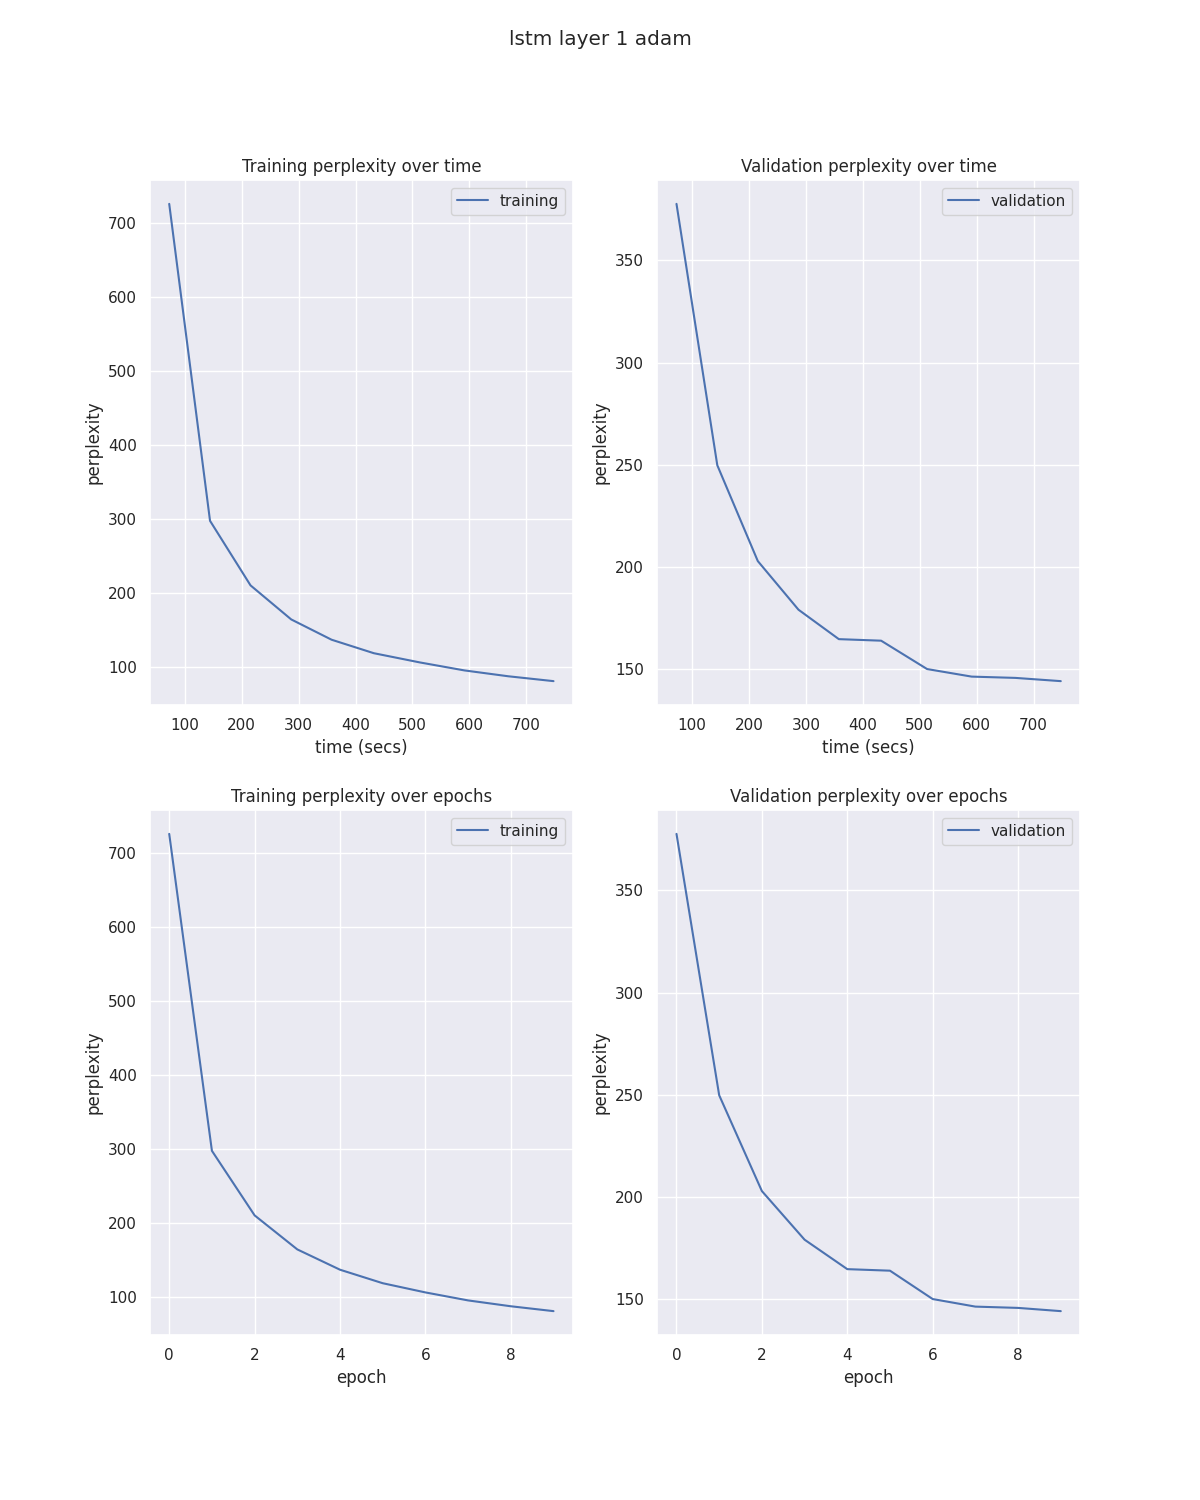 lstm layer 1 adam
Training perplexity over time
training
700
600
500
400
300
200
100
perplexity
100 200 300 400 500 600 700
time (secs)
Validation perplexity over time
validation
350
300
250
200
150
perplexity
100 200 300 400 500 600 700
time (secs)
Training perplexity over epochs
training
700
600
500
400
300
200
100
perplexity
0 2 4 6 8
epoch
Validation perplexity over epochs
validation
350
300
250
200
150
perplexity
0 2 4 6 8
epoch